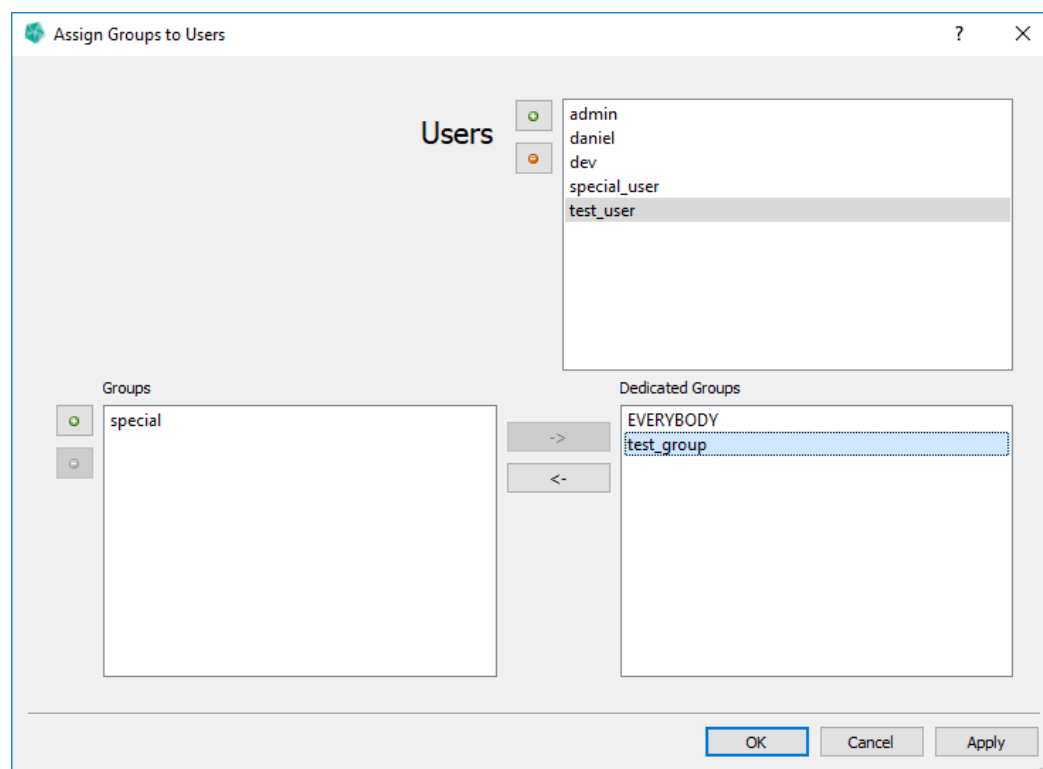 Assign Groups to Users
?
Users
admin
daniel
dev
special_user
test_user
Groups
Dedicated Groups
special
EVERYBODY
test_group
->
<-
OK
Cancel
Apply